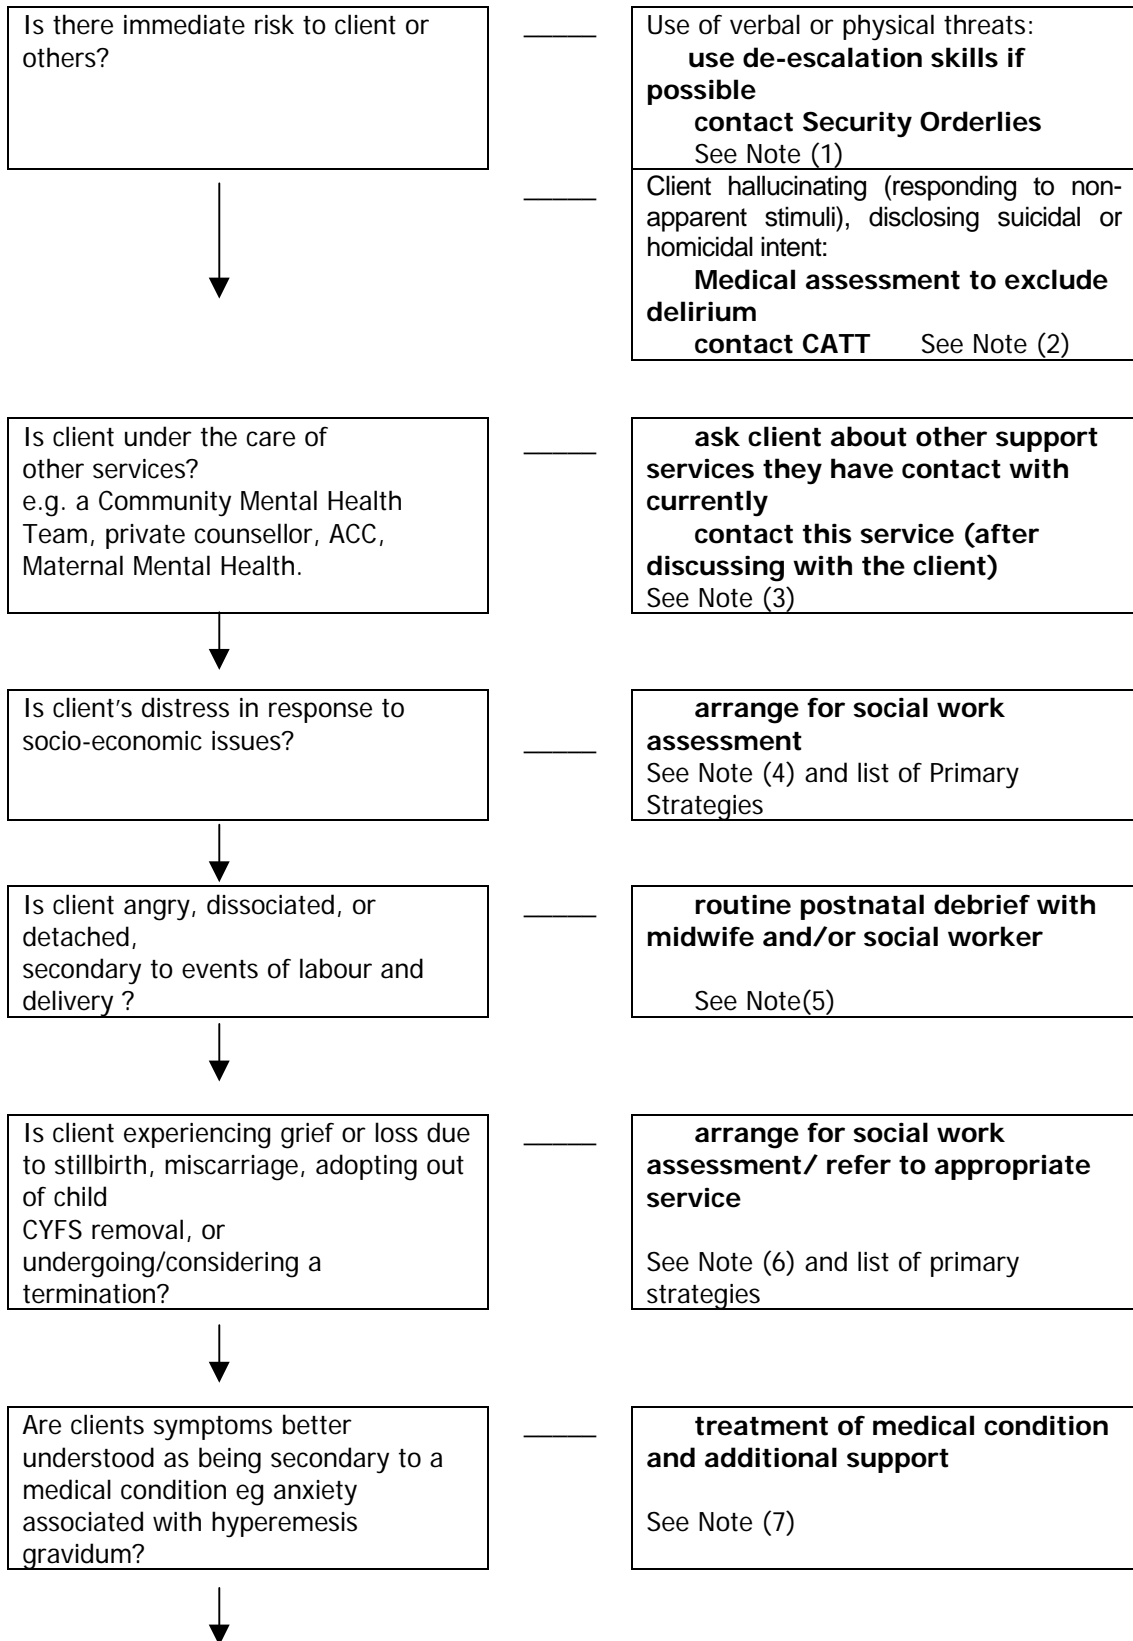 Is there immediate risk to client or
others?
_____
Use of verbal or physical threats:
use de-escalation skills if
possible
contact Security Orderlies
See Note (1)
_____
Client hallucinating (responding to non-
apparent stimuli), disclosing suicidal or
homicidal intent:
Medical assessment to exclude
delirium
contact CATT See Note (2)
Is client under the care of
other services?
e.g. a Community Mental Health
Team, private counsellor, ACC,
Maternal Mental Health.
_____
ask client about other support
services they have contact with
currently
contact this service (after
discussing with the client)
See Note (3)
Is client's distress in response to
socio-economic issues?
_____
arrange for social work
assessment
See Note (4) and list of Primary
Strategies
Is client angry, dissociated, or
detached,
secondary to events of labour and
delivery ?
_____
routine postnatal debrief with
midwife and/or social worker
See Note(5)
Is client experiencing grief or loss due
to stillbirth, miscarriage, adopting out
of child
CYFS removal, or
undergoing/considering a
termination?
_____
arrange for social work
assessment/ refer to appropriate
service
See Note (6) and list of primary
strategies
Are clients symptoms better
understood as being secondary to a
medical condition eg anxiety
associated with hyperemesis
gravidum?
_____
treatment of medical condition
and additional support
See Note (7)